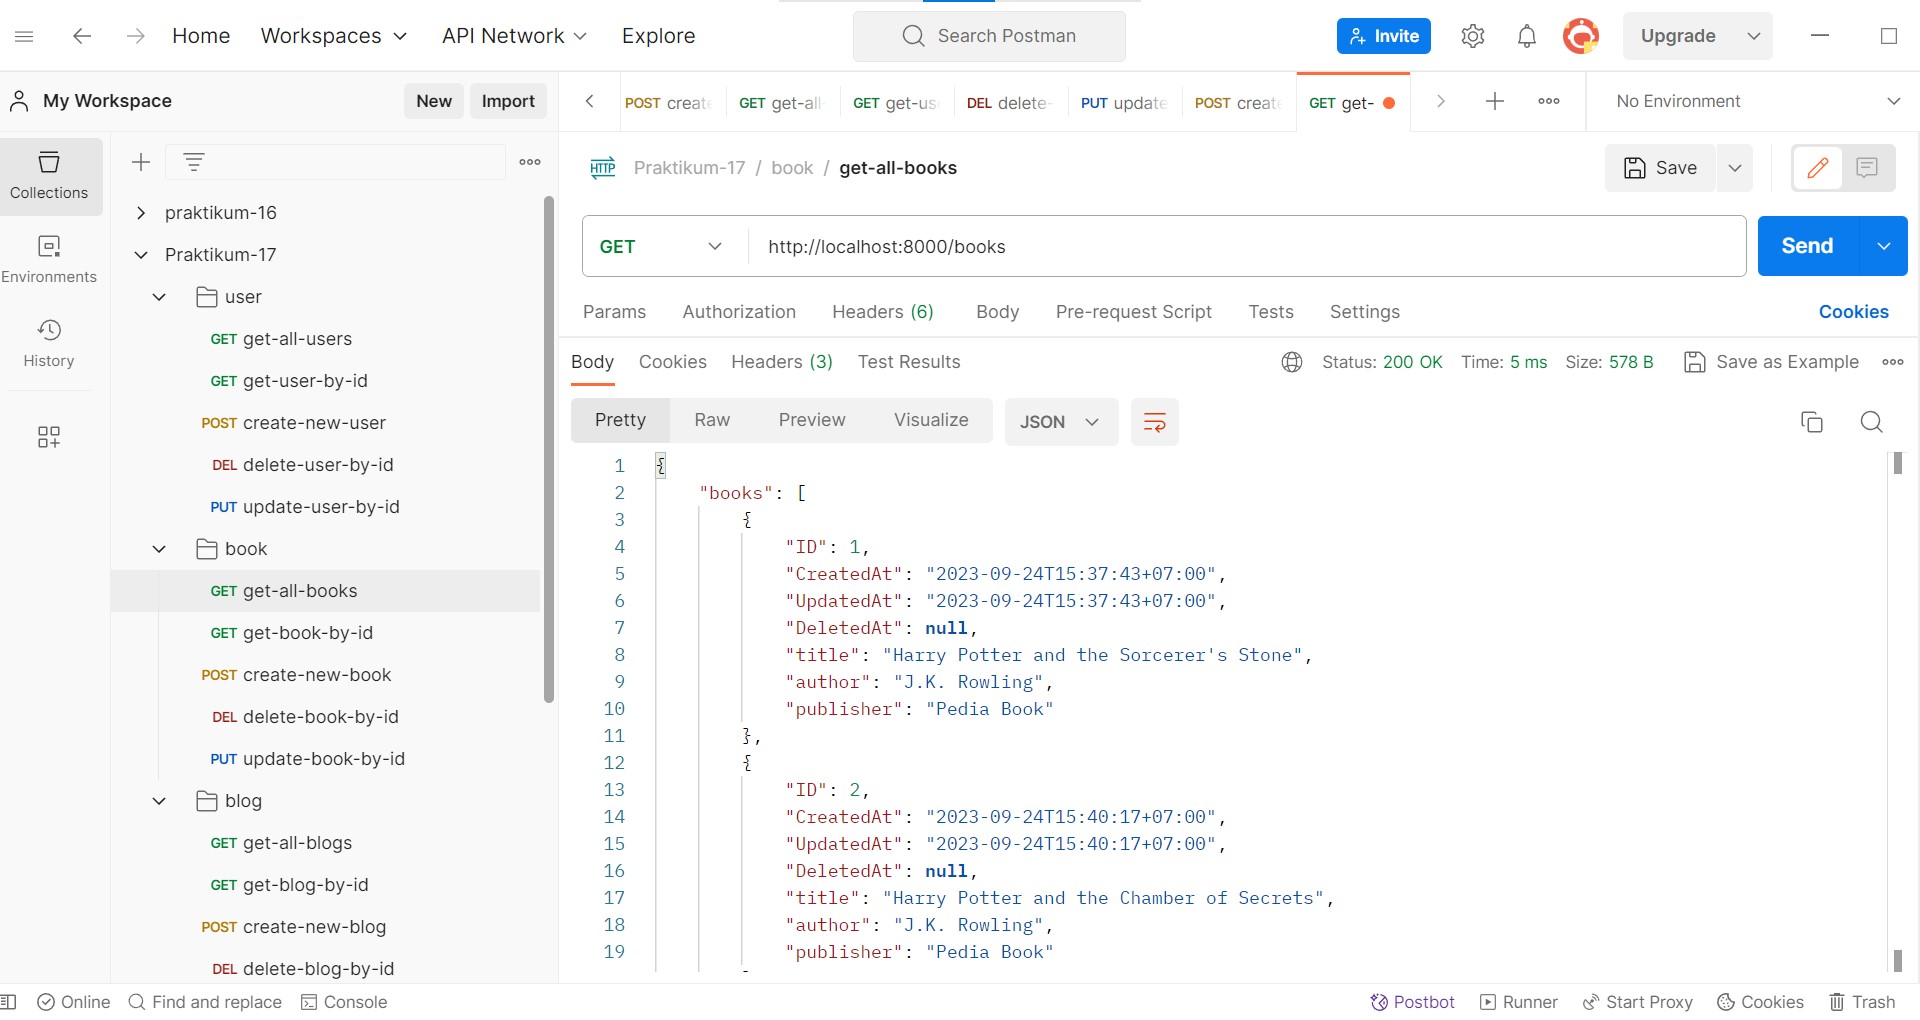 Home Workspaces API Network Explore Search Postman Invite Upgrade
My Workspace New Import
POST create GET get-all- GET get-us DEL delete- PUT update POST create GET get- No Environment
Collections
Environments
History
praktikum-16
Praktikum-17
user
GET get-all-users
GET get-user-by-id
POST create-new-user
DEL delete-user-by-id
PUT update-user-by-id
book
GET get-all-books
GET get-book-by-id
POST create-new-book
DEL delete-book-by-id
PUT update-book-by-id
blog
GET get-all-blogs
GET get-blog-by-id
POST create-new-blog
DEL delete-blog-by-id
HTTP Praktikum-17 / book / get-all-books Save
GET http://localhost:8000/books Send
Params Authorization Headers (6) Body Pre-request Script Tests Settings Cookies
Body Cookies Headers (3) Test Results Status: 200 OK Time: 5 ms Size: 578 B Save as Example
Pretty Raw Preview Visualize JSON
1 {
2 "books": [
3 {
4 "ID": 1,
5 "CreatedAt": "2023-09-24T15:37:43+07:00",
6 "UpdatedAt": "2023-09-24T15:37:43+07:00",
7 "DeletedAt": null,
8 "title": "Harry Potter and the Sorcerer's Stone",
9 "author": "J.K. Rowling",
10 "publisher": "Pedia Book"
11 },
12 {
13 "ID": 2,
14 "CreatedAt": "2023-09-24T15:40:17+07:00",
15 "UpdatedAt": "2023-09-24T15:40:17+07:00",
16 "DeletedAt": null,
17 "title": "Harry Potter and the Chamber of Secrets",
18 "author": "J.K. Rowling",
19 "publisher": "Pedia Book"
Online Find and replace Console Postbot Runner Start Proxy Cookies Trash